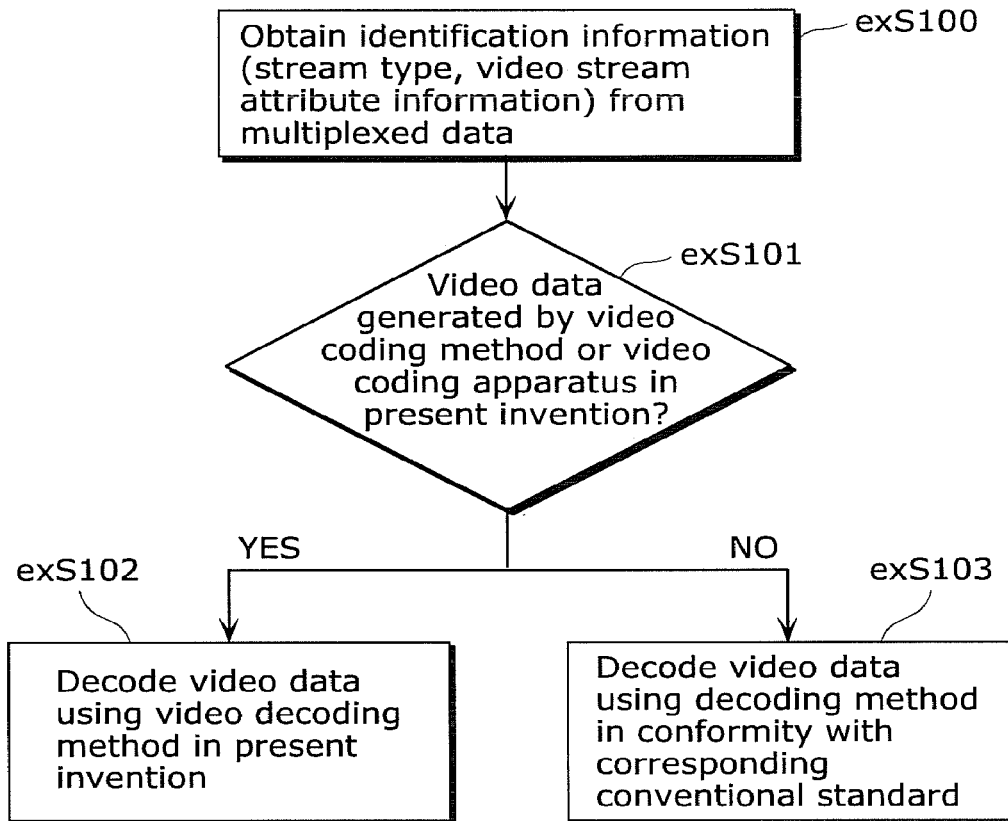 exS100
Obtain identification information
(stream type, video stream
attribute information) from
multiplexed data
exS101
Video data
generated by video
coding method or video
coding apparatus in
present invention?
YES
NO
exS102
exS103
Decode video data
using video decoding
method in present
invention
Decode video data
using decoding method
in conformity with
corresponding
conventional standard